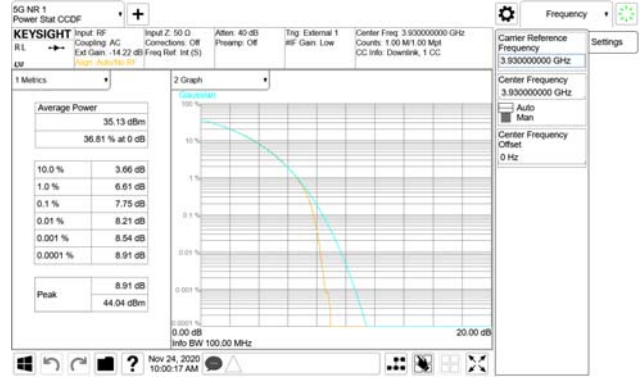 5G NR 1
Power Stat CCDF
+
Frequency
Settings
KEYSIGHT
RL
Input: RF
Coupling: AC
Ext Gain: -14.22 dB
Align: Auto/No RF
Input Z: 50 Ω
Corrections: Off
Freq Ref: Int (S)
Atten: 40 dB
Preamp: Off
Trig: External 1
#IF Gain: Low
Center Freq: 3.930000000 GHz
Counts: 1.00 M/1.00 Mpt
CC Info: Downlink, 1 CC
1 Metrics
Average Power
35.13 dBm
36.81 % at 0 dB
10.0 % 3.66 dB
1.0 % 6.61 dB
0.1 % 7.75 dB
0.01 % 8.21 dB
0.001 % 8.54 dB
0.0001 % 8.91 dB
Peak
8.91 dB
44.04 dBm
2 Graph
Gaussian
100 %
10 %
1 %
0.1 %
0.01 %
0.001 %
0.0001 %
0.00 dB
20.00 dB
Info BW 100.00 MHz
Carrier Reference
Frequency
3.930000000 GHz
Center Frequency
3.930000000 GHz
Auto
Man
Center Frequency
Offset
0 Hz
?
Nov 24, 2020
10:00:17 AM